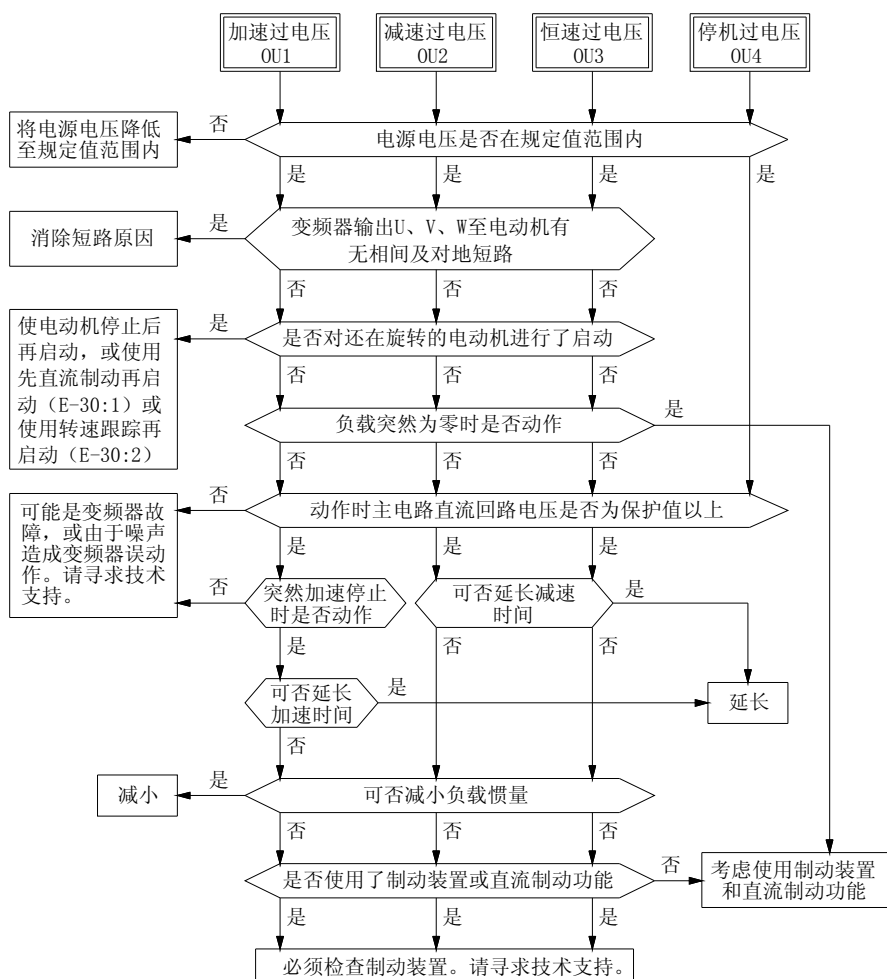 加速过电压
OU1
减速过电压
OU2
恒速过电压
OU3
停机过电压
OU4
将电源电压降低
至规定值范围内
否
电源电压是否在规定值范围内
是
是
是
是
消除短路原因
是
变频器输出U、V、W至电动机有
无相间及对地短路
否
否
否
使电动机停止后
再启动，或使用
先直流制动再启
动（E-30:1）或
使用转速跟踪再
启动（E-30:2）
是
是否对还在旋转的电动机进行了启动
否
否
否
负载突然为零时是否动作
是
否
否
否
可能是变频器故
障，或由于噪声
造成变频器误动
作。请寻求技术
支持。
否
动作时主电路直流回路电压是否为保护值以上
是
是
是
否
突然加速停止
时是否动作
可否延长减速
时间
是
是
否
否
可否延长
加速时间
是
延长
否
减小
是
可否减小负载惯量
否
否
否
是否使用了制动装置或直流制动功能
否
考虑使用制动装置
和直流制动功能
是
是
是
必须检查制动装置。请寻求技术支持。